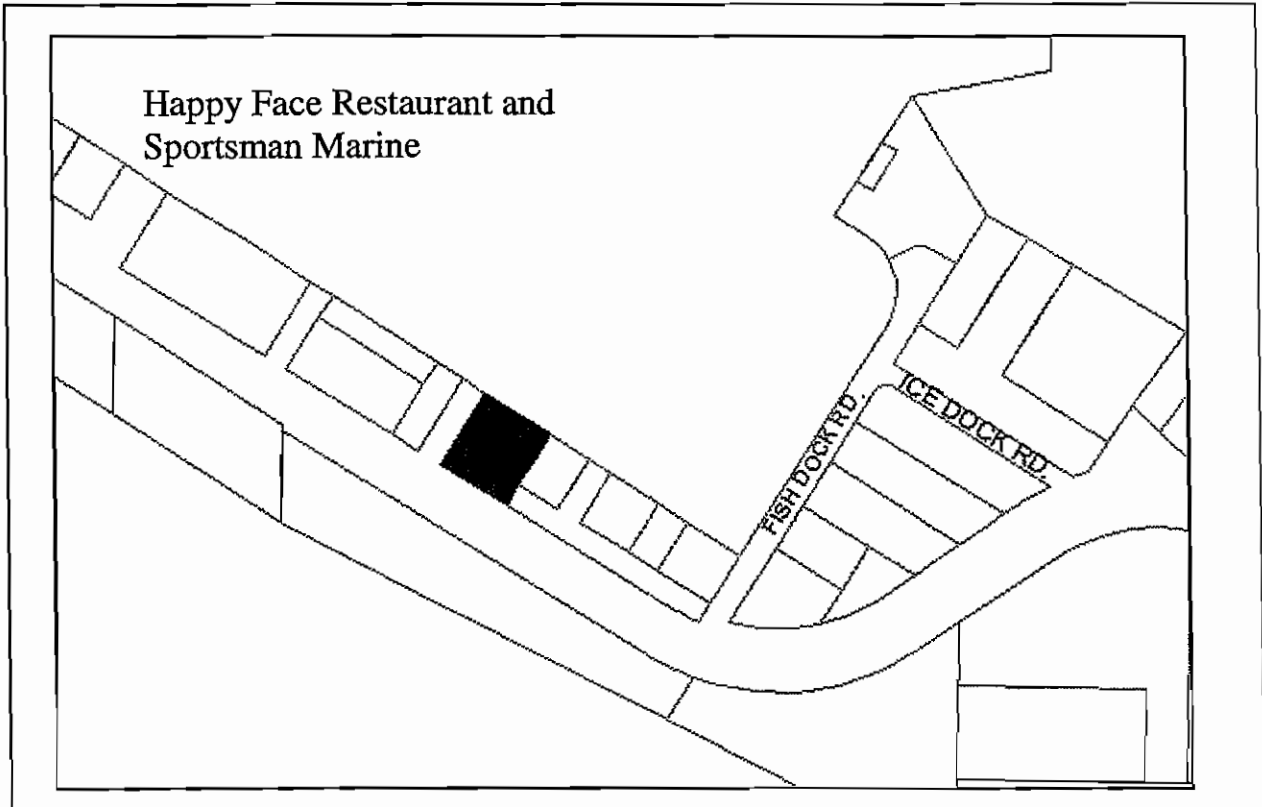 Happy Face Restaurant and
Sportsman Marine
ICE DOCK RD.
FISH DOCK RD.